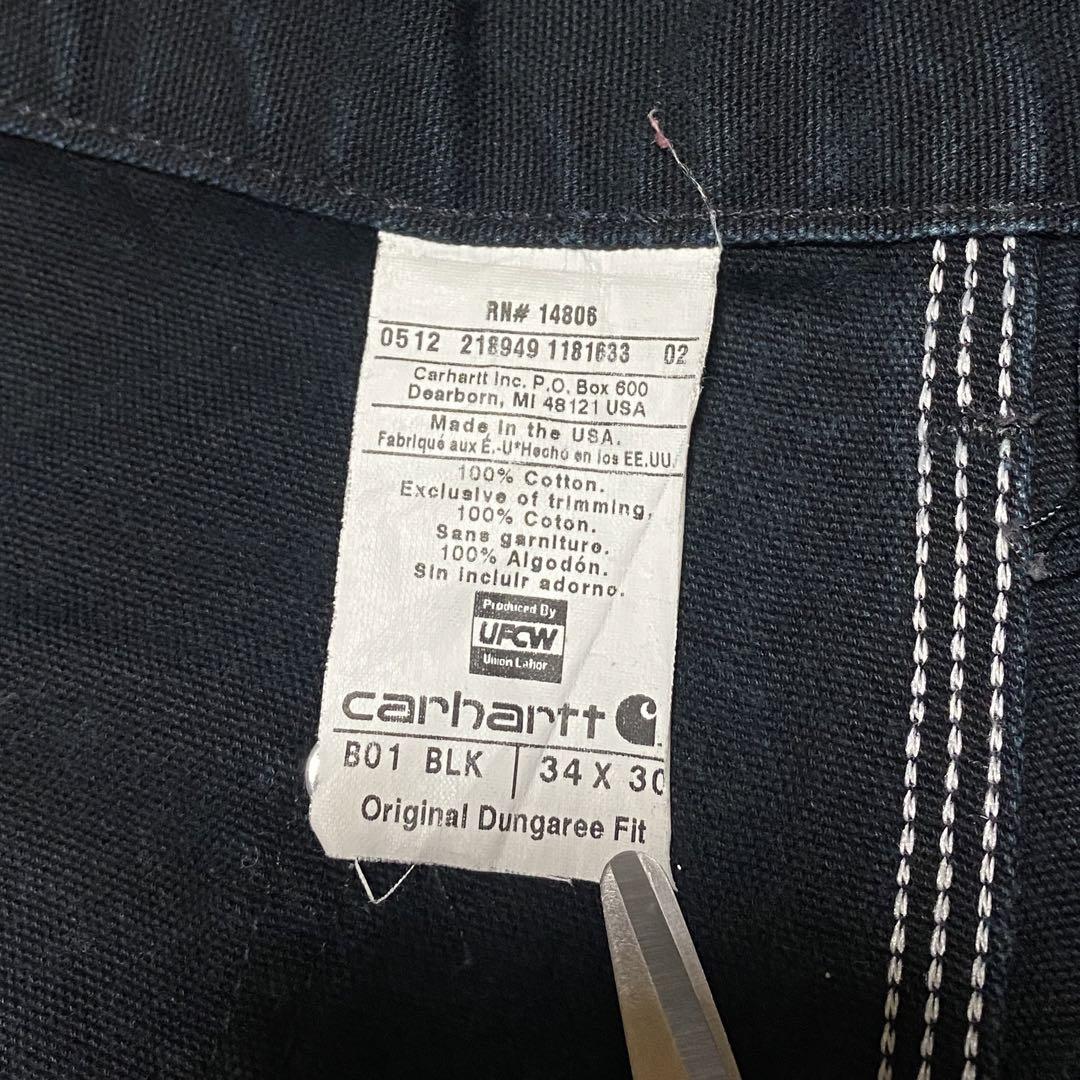 RN# 14806
0512 218949 1181633 02
Carhartt Inc. P.O. Box 600
Dearborn, MI 48121 USA
Made in the USA.
Fabriqué aux É.-U*Hecho en los EE.UU.
100% Cotton.
Exclusive of trimming.
100% Coton.
Sans garniture.
100% Algodón.
Sin incluir adorno.
Produced By
UFCW
Union Labor
carhartt
B01 BLK | 34 X 30
Original Dungaree Fit